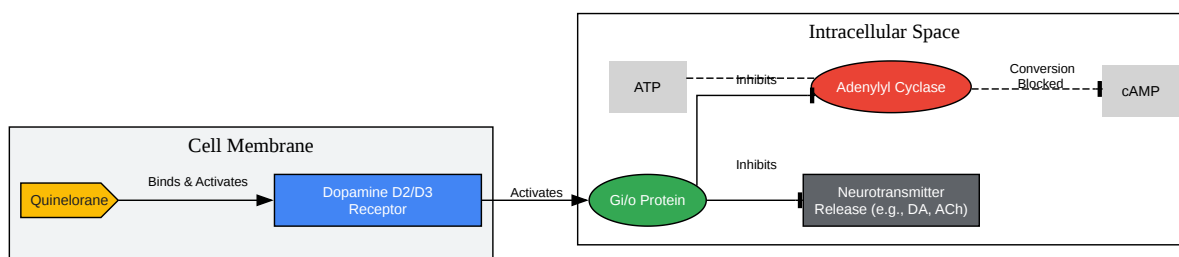 Intracellular Space
ATP
Inhibits
Adenylyl Cyclase
Conversion
Blocked
cAMP
Cell Membrane
Quinelorane
Binds & Activates
Dopamine D2/D3
Receptor
Activates
Gi/o Protein
Inhibits
Neurotransmitter
Release (e.g., DA, ACh)